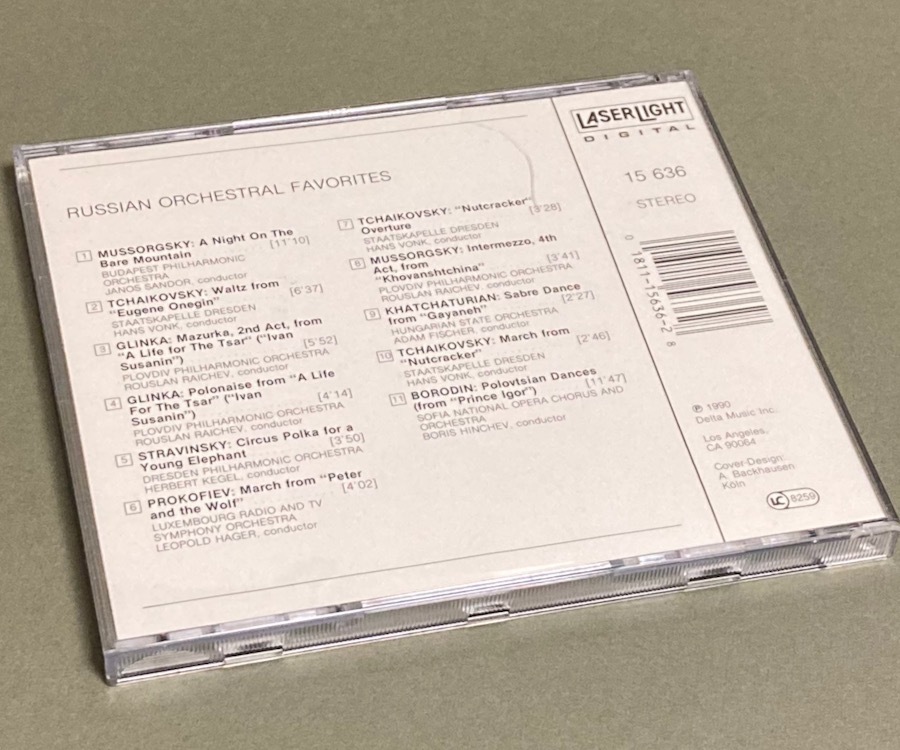 RUSSIAN ORCHESTRAL FAVORITES
1 MUSSORGSKY: A Night On The
Bare Mountain [11'10]
BUDAPEST PHILHARMONIC
ORCHESTRA
JANOS SANDOR, conductor
2 TCHAIKOVSKY: Waltz from
"Eugene Onegin" [6'37]
STAATSKAPELLE DRESDEN
HANS VONK, conductor
3 GLINKA: Mazurka, 2nd Act, from
"A Life for The Tsar" ("Ivan
Susanin") [5'52]
PLOVDIV PHILHARMONIC ORCHESTRA
ROUSLAN RAICHEV, conductor
4 GLINKA: Polonaise from "A Life
For The Tsar" ("Ivan
Susanin") [4'14]
PLOVDIV PHILHARMONIC ORCHESTRA
ROUSLAN RAICHEV, conductor
5 STRAVINSKY: Circus Polka for a
Young Elephant [3'50]
DRESDEN PHILHARMONIC ORCHESTRA
HERBERT KEGEL, conductor
6 PROKOFIEV: March from "Peter
and the Wolf" [4'02]
LUXEMBOURG RADIO AND TV
SYMPHONY ORCHESTRA
LEOPOLD HAGER, conductor
7 TCHAIKOVSKY: "Nutcracker"
Overture [3'28]
STAATSKAPELLE DRESDEN
HANS VONK, conductor
8 MUSSORGSKY: Intermezzo, 4th
Act, from
"Khovanshtchina" [3'41]
PLOVDIV PHILHARMONIC ORCHESTRA
ROUSLAN RAICHEV, conductor
9 KHATCHATURIAN: Sabre Dance
from "Gayaneh" [2'27]
HUNGARIAN STATE ORCHESTRA
ADAM FISCHER, conductor
10 TCHAIKOVSKY: March from
"Nutcracker" [2'46]
STAATSKAPELLE DRESDEN
HANS VONK, conductor
11 BORODIN: Polovtsian Dances
(from "Prince Igor") [11'47]
SOFIA NATIONAL OPERA CHORUS AND
ORCHESTRA
BORIS HINCHEV, conductor
LASERLIGHT
DIGITAL
15 636
STEREO
0 1811-15636-2 8
℗ 1990
Delta Music Inc.
Los Angeles,
CA 90064
Cover-Design:
A. Backhausen
Köln
LC 8259